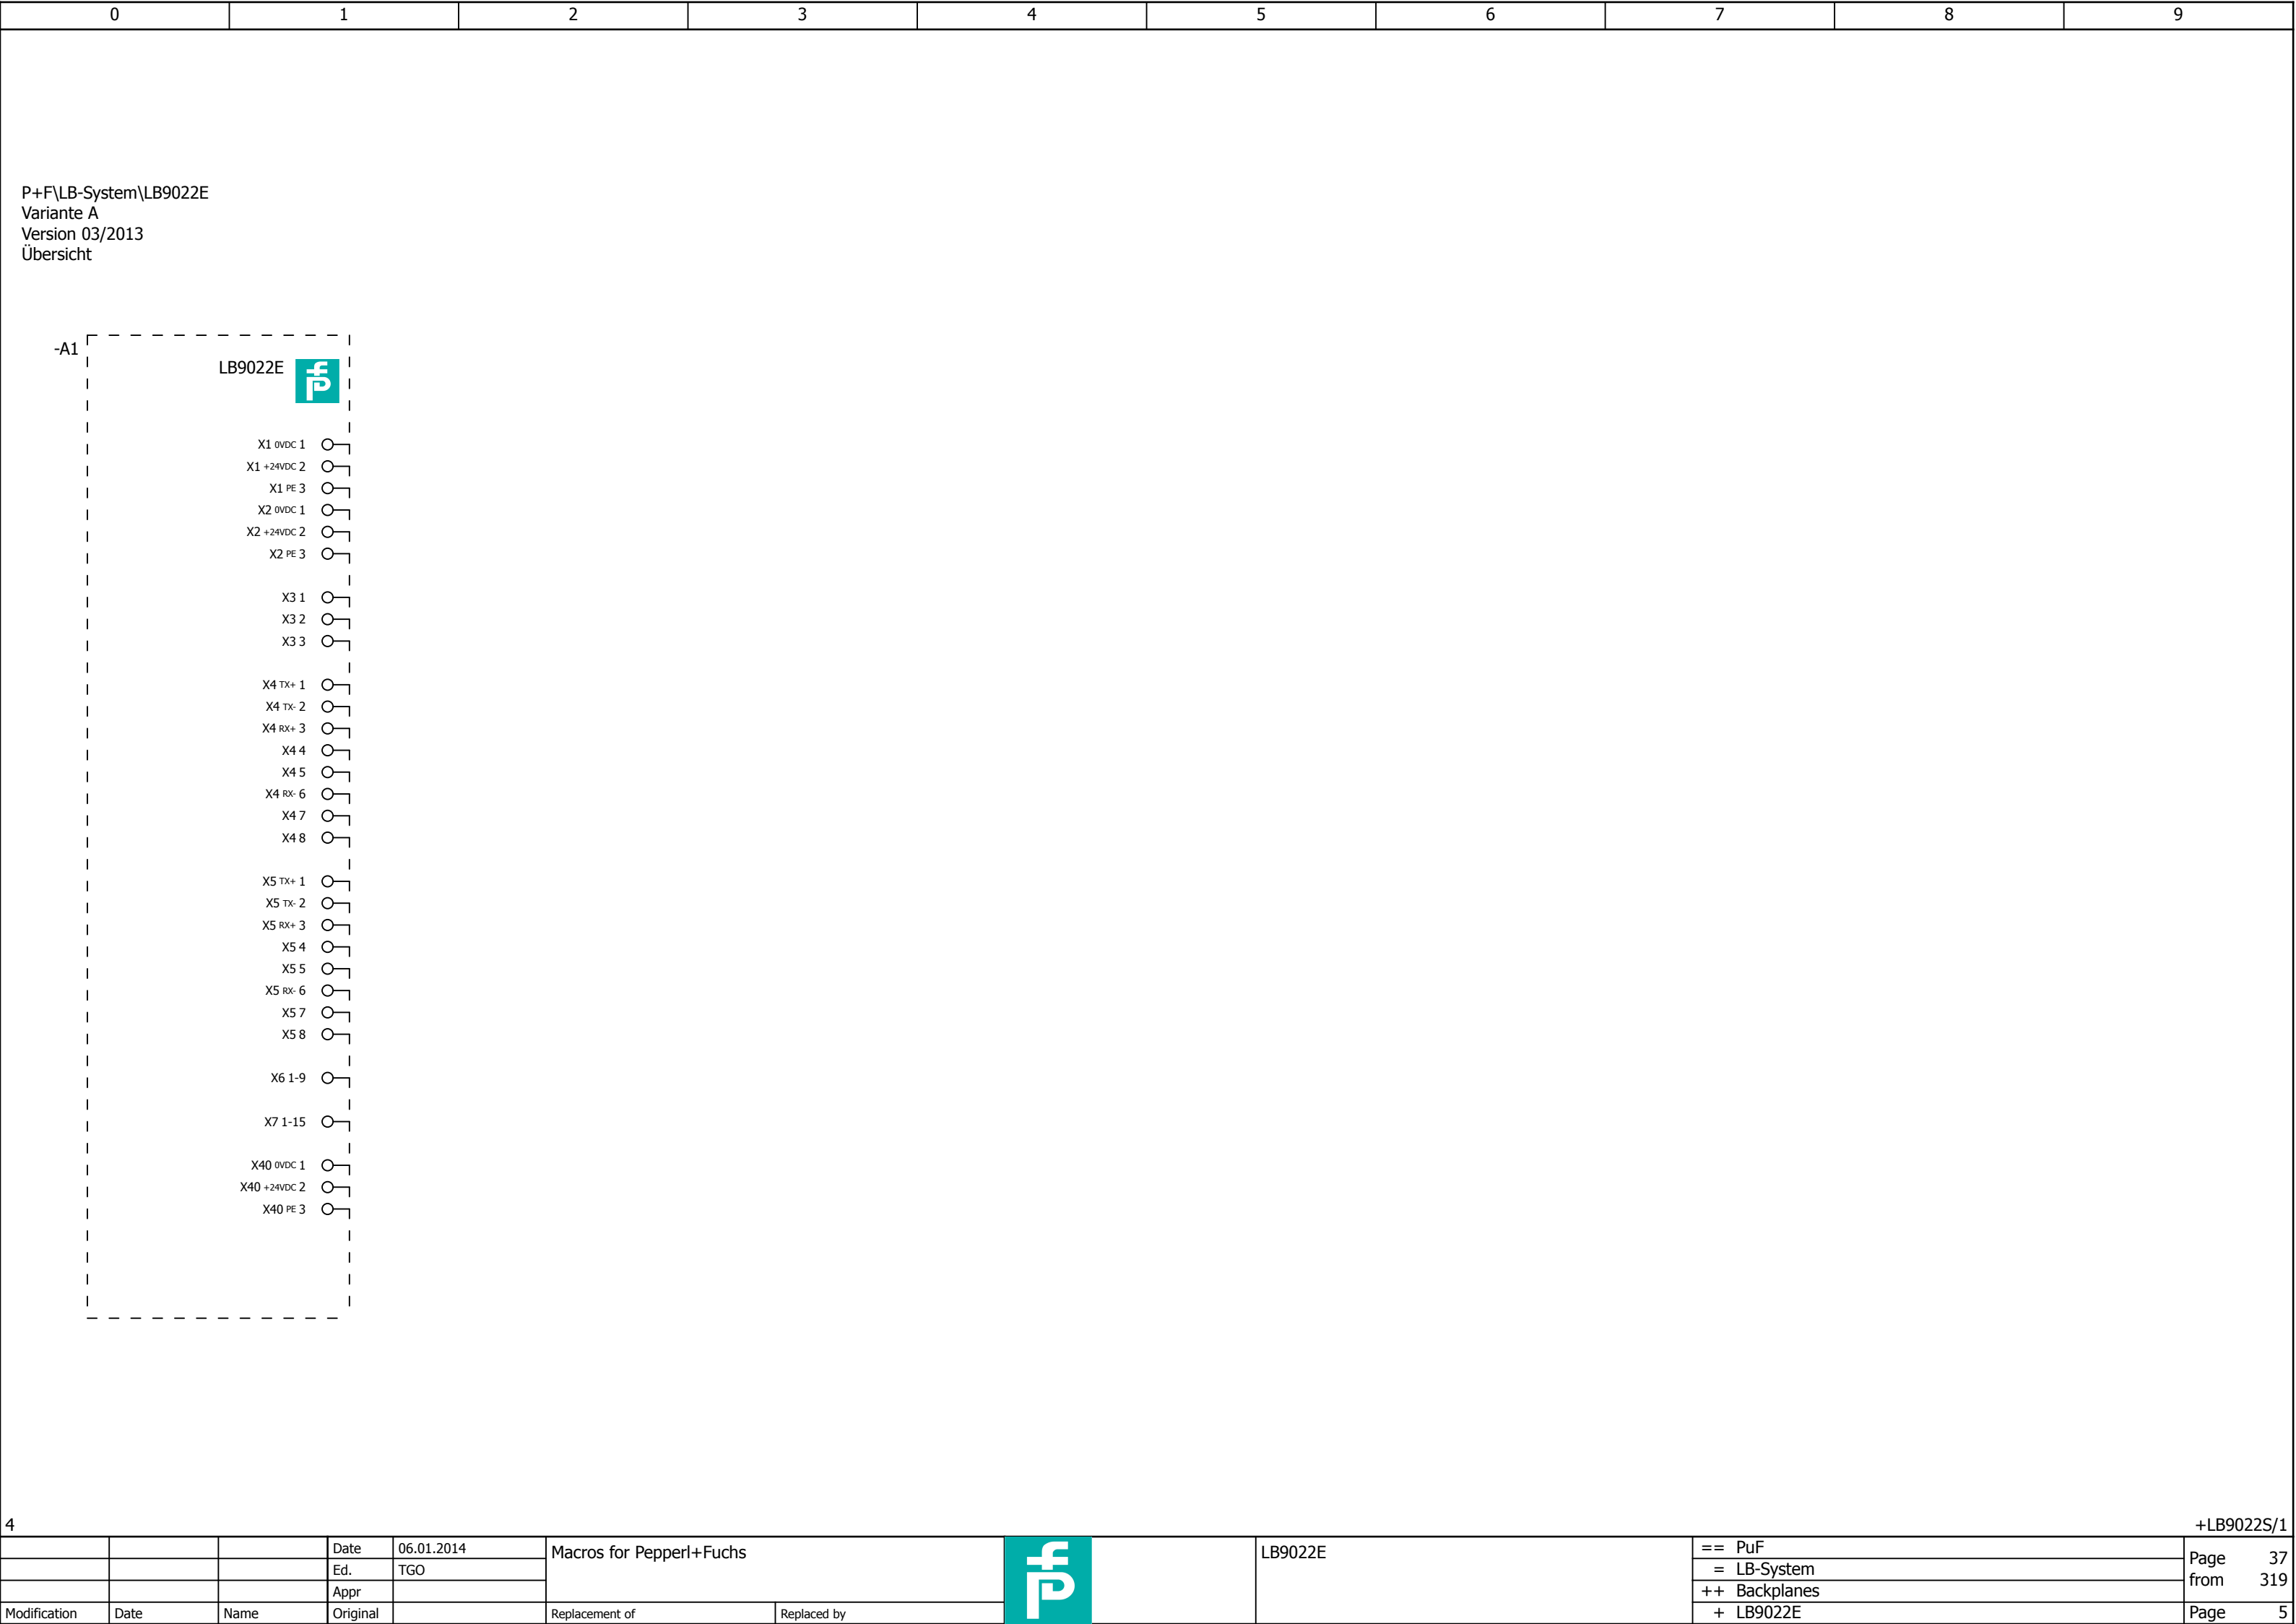 0 1 2 3 4 5 6 7 8 9
P+F\LB-System\LB9022E
Variante A
Version 03/2013
Übersicht
-A1
LB9022E
X1 0VDC 1
X1 +24VDC 2
X1 PE 3
X2 0VDC 1
X2 +24VDC 2
X2 PE 3
X3 1
X3 2
X3 3
X4 TX+ 1
X4 TX- 2
X4 RX+ 3
X4 4
X4 5
X4 RX- 6
X4 7
X4 8
X5 TX+ 1
X5 TX- 2
X5 RX+ 3
X5 4
X5 5
X5 RX- 6
X5 7
X5 8
X6 1-9
X7 1-15
X40 0VDC 1
X40 +24VDC 2
X40 PE 3
4 +LB9022S/1
Date 06.01.2014 Macros for Pepperl+Fuchs LB9022E == PuF Page 37
Ed. TGO = LB-System from 319
Appr ++ Backplanes
Modification Date Name Original Replacement of Replaced by + LB9022E Page 5